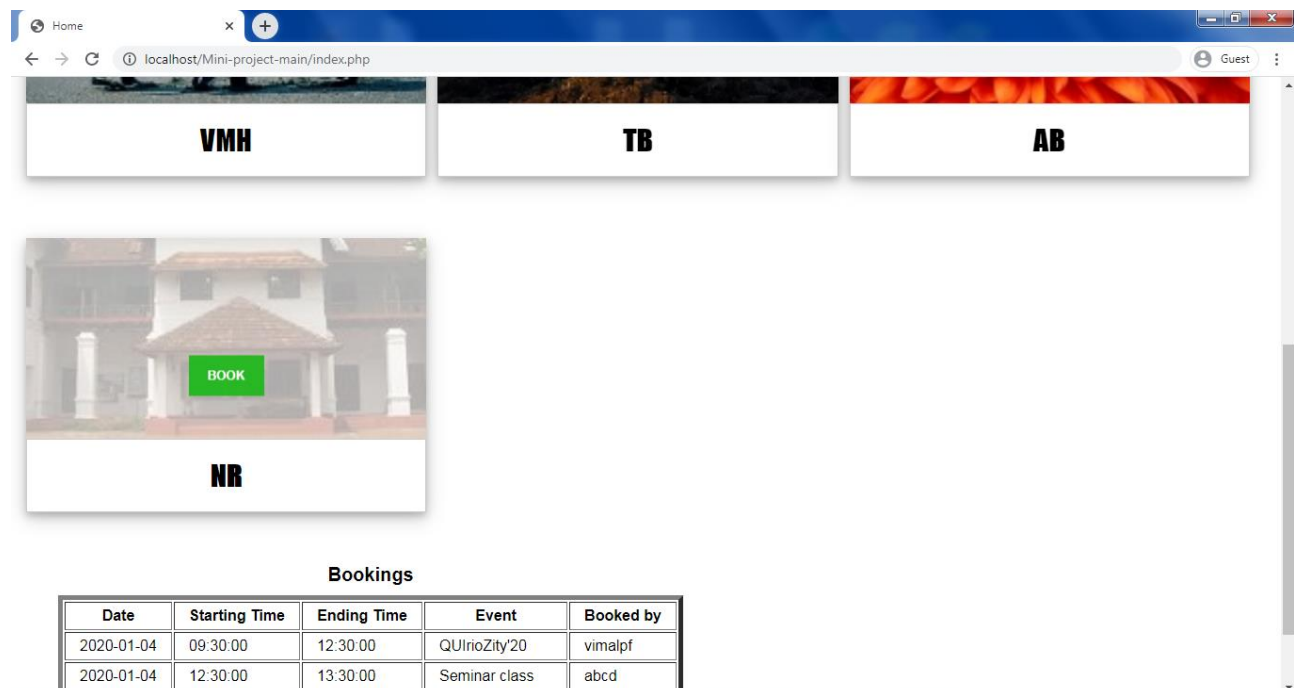 Home
localhost/Mini-project-main/index.php
Guest
VMH TB AB
BOOK
NR
Bookings
Date Starting Time Ending Time Event Booked by
2020-01-04 09:30:00 12:30:00 QUIrioZity'20 vimalpf
2020-01-04 12:30:00 13:30:00 Seminar class abcd